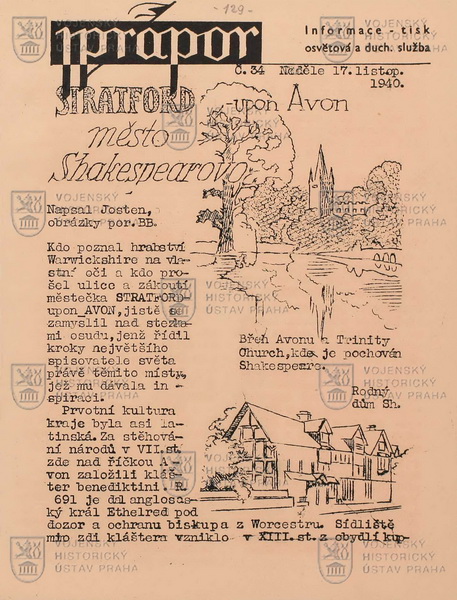 - 129 -
prápor
Informace - tisk
osvětová a duch. služba
Č. 34 Neděle 17. listop.
1940.
STRATFORD -upon Avon
město
Shakespearovo
Napsal Josten,
obrázky por.BB.
Kdo poznal hrabství
Warwickshire na vla-
stní oči a kdo pro-
šel ulice a zákoutí
městečka STRATFORD-
upon_AVON, jistě se
zamyslil nad stezka-
mi osudu, jenž řídil
kroky největšího
spisovatele světa
právě těmito místy,
jež mu dávala in -
spiraci.
Prvotní kultura
kraje byla asi la-
tinská. Za stěhová-
ní národů v VII.st.
zde nad říčkou A -
von založili kláš-
ter benediktini. R.
691 je dal anglosas-
ký král Ethelred pod
dozor a ochranu biskupa z Worcestru. Sídliště
mio zdi kláštera vzniklo v XIII.st. z obydlí kup-
Břeh Avonu a Trinity
Church, kde je pochován
Shakespeare.
Rodný
dům Sh.
VOJENSKÝ
HISTORICKÝ
ÚSTAV PRAHA